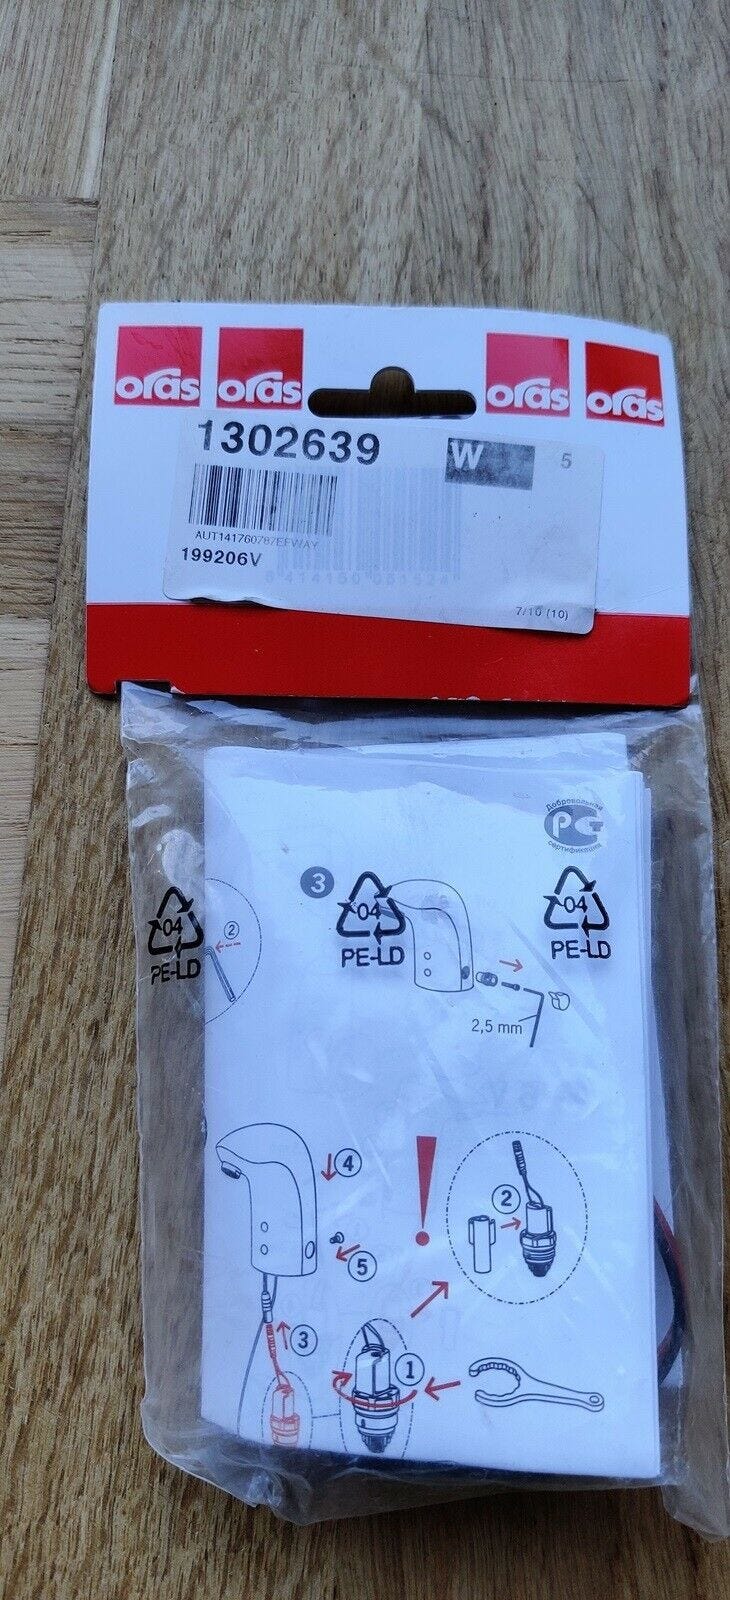 oras oras oras oras
1302639
W 5
AUT141760787EFWAY
199206V
7/10 (10)
Добровольная
РСТ
сертификация
3
04
PE-LD
04
PE-LD
04
PE-LD
2
2,5 mm
4
!
2
5
3
1